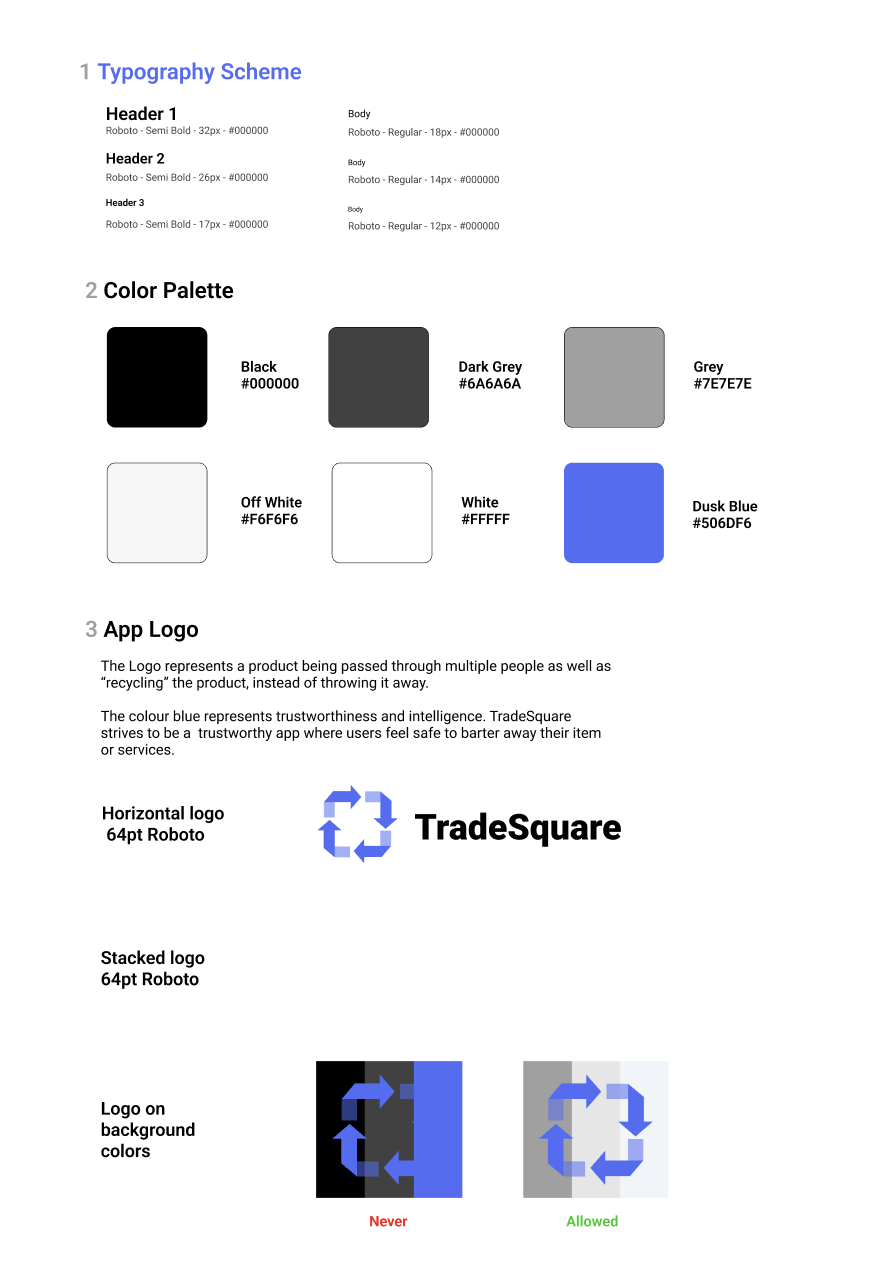 1 Typography Scheme
Header 1
Roboto - Semi Bold - 32px - #000000
Header 2
Roboto - Semi Bold - 26px - #000000
Header 3
Roboto - Semi Bold - 17px - #000000
Body
Roboto - Regular - 18px - #000000
Body
Roboto - Regular - 14px - #000000
Body
Roboto - Regular - 12px - #000000
2 Color Palette
Black
#000000
Dark Grey
#6A6A6A
Grey
#7E7E7E
Off White
#F6F6F6
White
#FFFFF
Dusk Blue
#506DF6
3 App Logo
The Logo represents a product being passed through multiple people as well as
“recycling” the product, instead of throwing it away.
The colour blue represents trustworthiness and intelligence. TradeSquare
strives to be a  trustworthy app where users feel safe to barter away their item
or services.
Horizontal logo
64pt Roboto
TradeSquare
Stacked logo
64pt Roboto
Logo on
background
colors
Never
Allowed